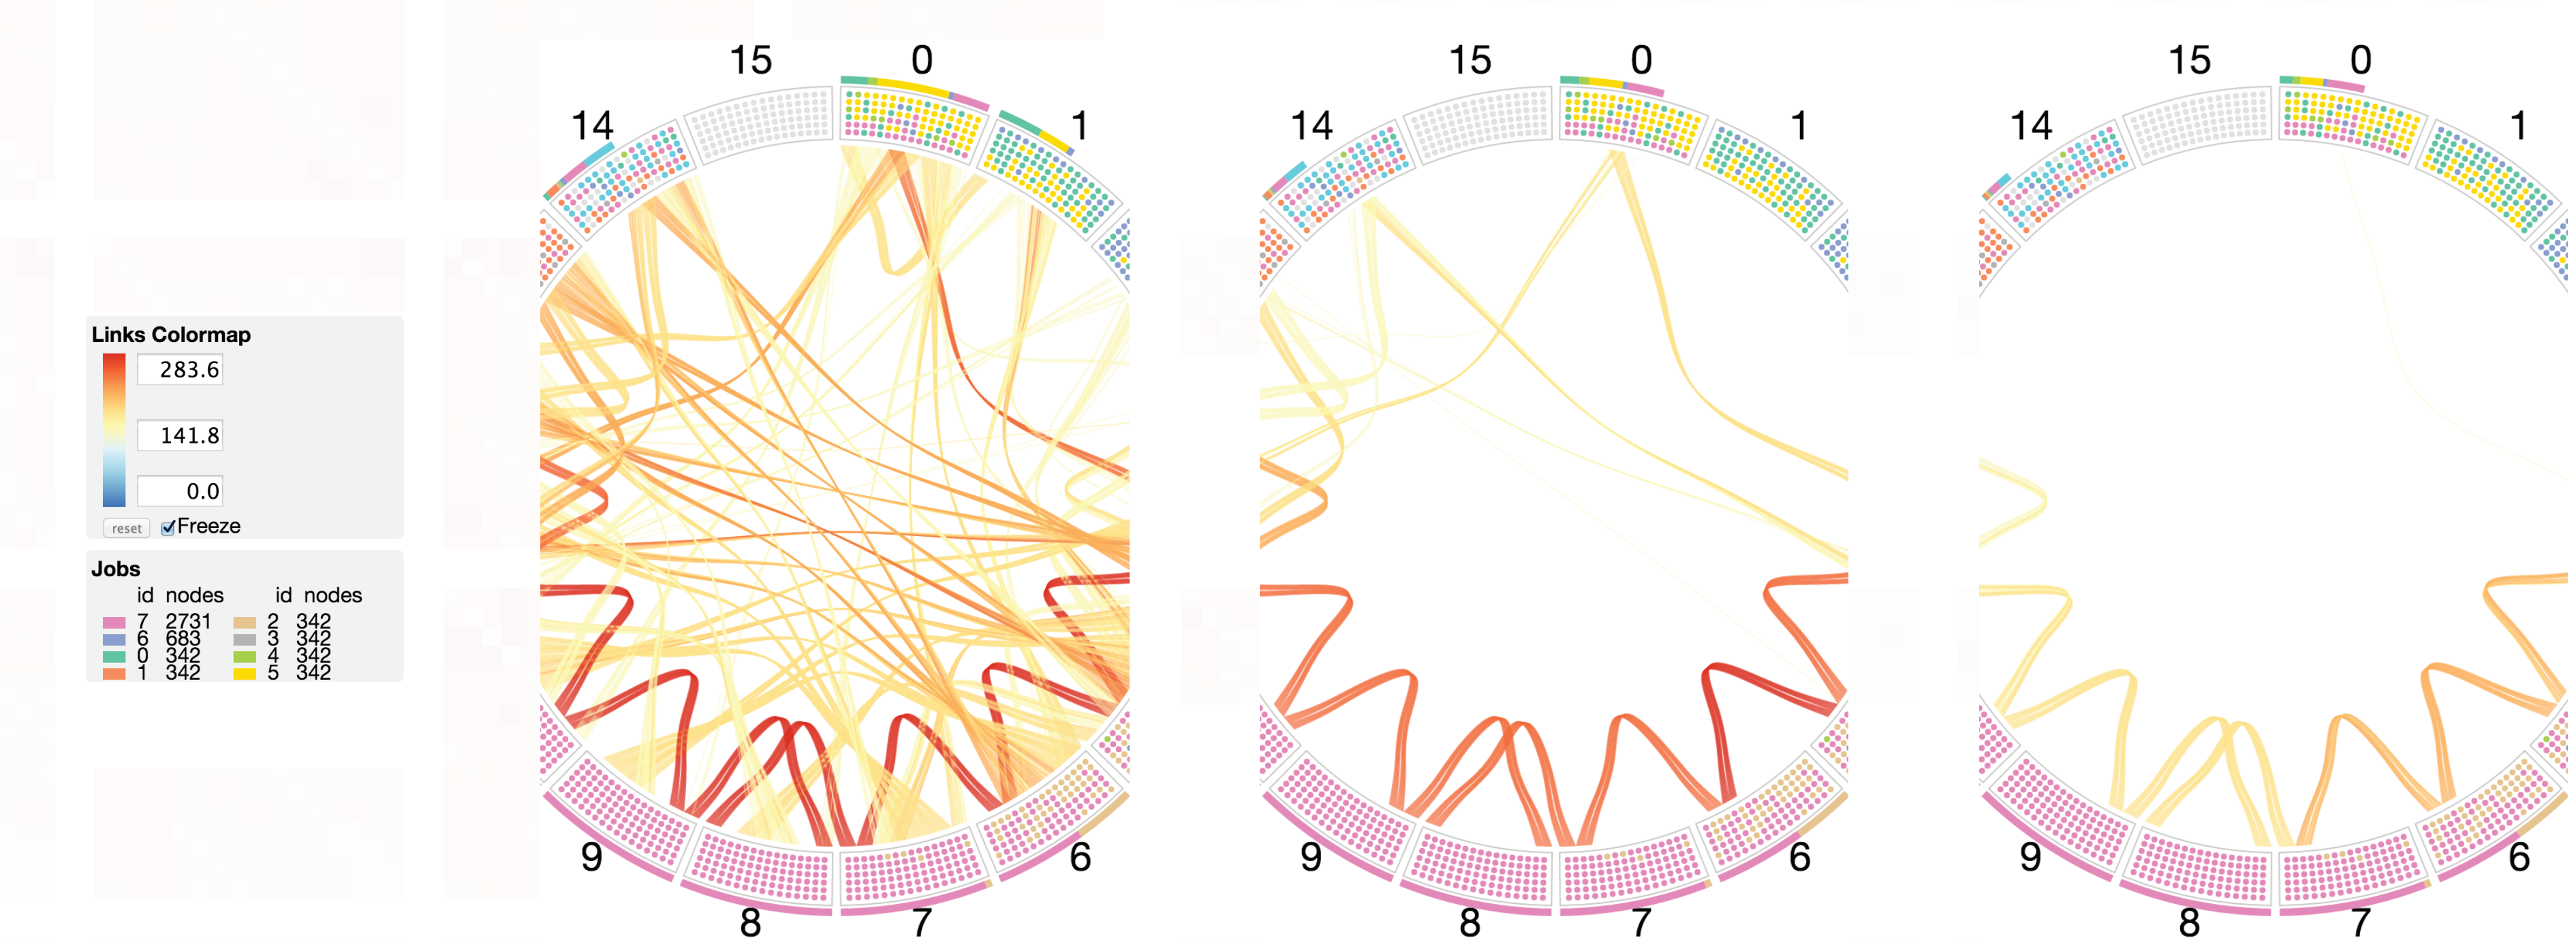 15 0 15 0 15 0
14 1 14 1 14 1
Links Colormap
283.6
141.8
0.0
reset Freeze
Jobs
id nodes id nodes
7 2731 2 342
6 683 3 342
0 342 4 342
1 342 5 342
9 6 9 6 9 6
8 7 8 7 8 7